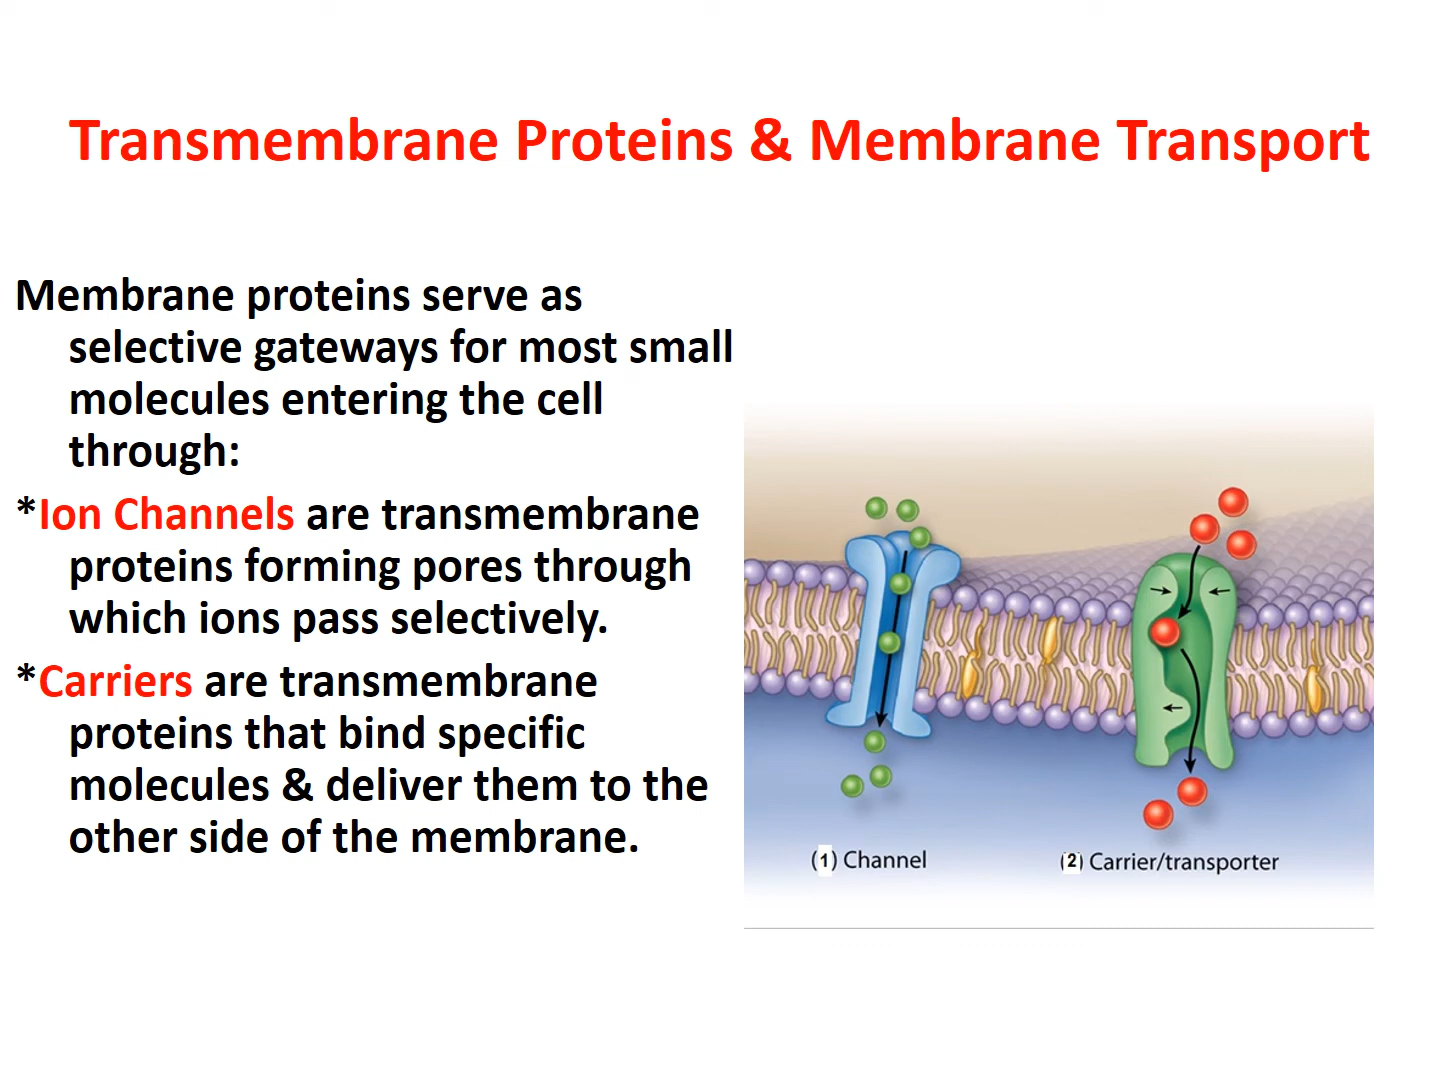 Transmembrane Proteins & Membrane Transport
Membrane proteins serve as
selective gateways for most small
molecules entering the cell
through:
*Ion Channels are transmembrane
proteins forming pores through
which ions pass selectively.
*Carriers are transmembrane
proteins that bind specific
molecules & deliver them to the
other side of the membrane.
(1) Channel
(2) Carrier/transporter